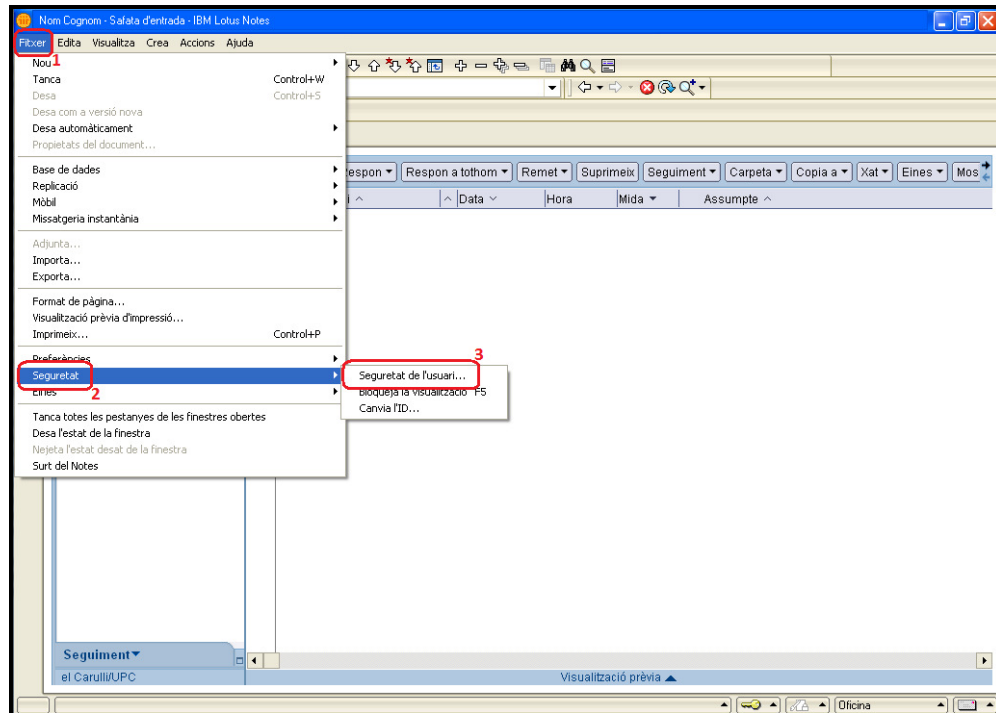 Nom Cognom - Safata d'entrada - IBM Lotus Notes
Fitxer Edita Visualitza Crea Accions Ajuda
1
Nou
Tanca Control+W
Desa Control+S
Desa com a versió nova
Desa automàticament
Propietats del document...
Base de dades
Replicació
Mòbil
Missatgeria instantània
Adjunta...
Importa...
Exporta...
Format de pàgina...
Visualització prèvia d'impressió...
Imprimeix... Control+P
Preferències
Seguretat
2
Eines
Tanca totes les pestanyes de les finestres obertes
Desa l'estat de la finestra
Nejeta l'estat desat de la finestra
Surt del Notes
3
Seguretat de l'usuari...
Bloqueja la visualització F5
Canvia l'ID...
espon Respon a tothom Remet Suprimeix Seguiment Carpeta Copia a Xat Eines Mos
i Data Hora Mida Assumpte
Seguiment
el Carulli/UPC
Visualització prèvia
Oficina